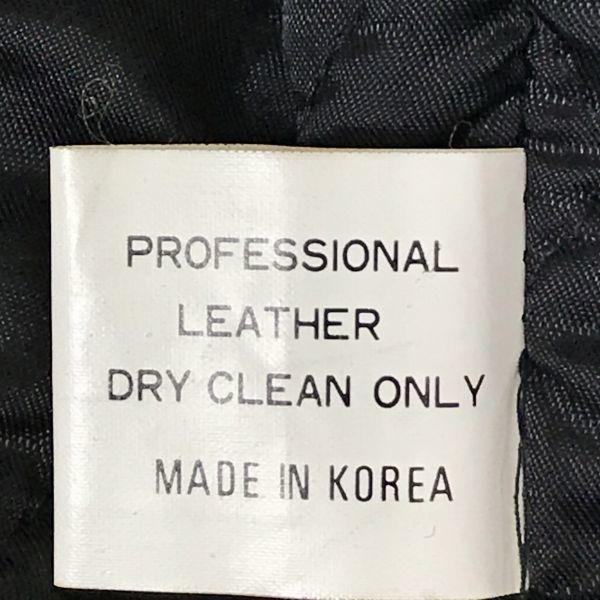 PROFESSIONAL
LEATHER
DRY CLEAN ONLY
MADE IN KOREA